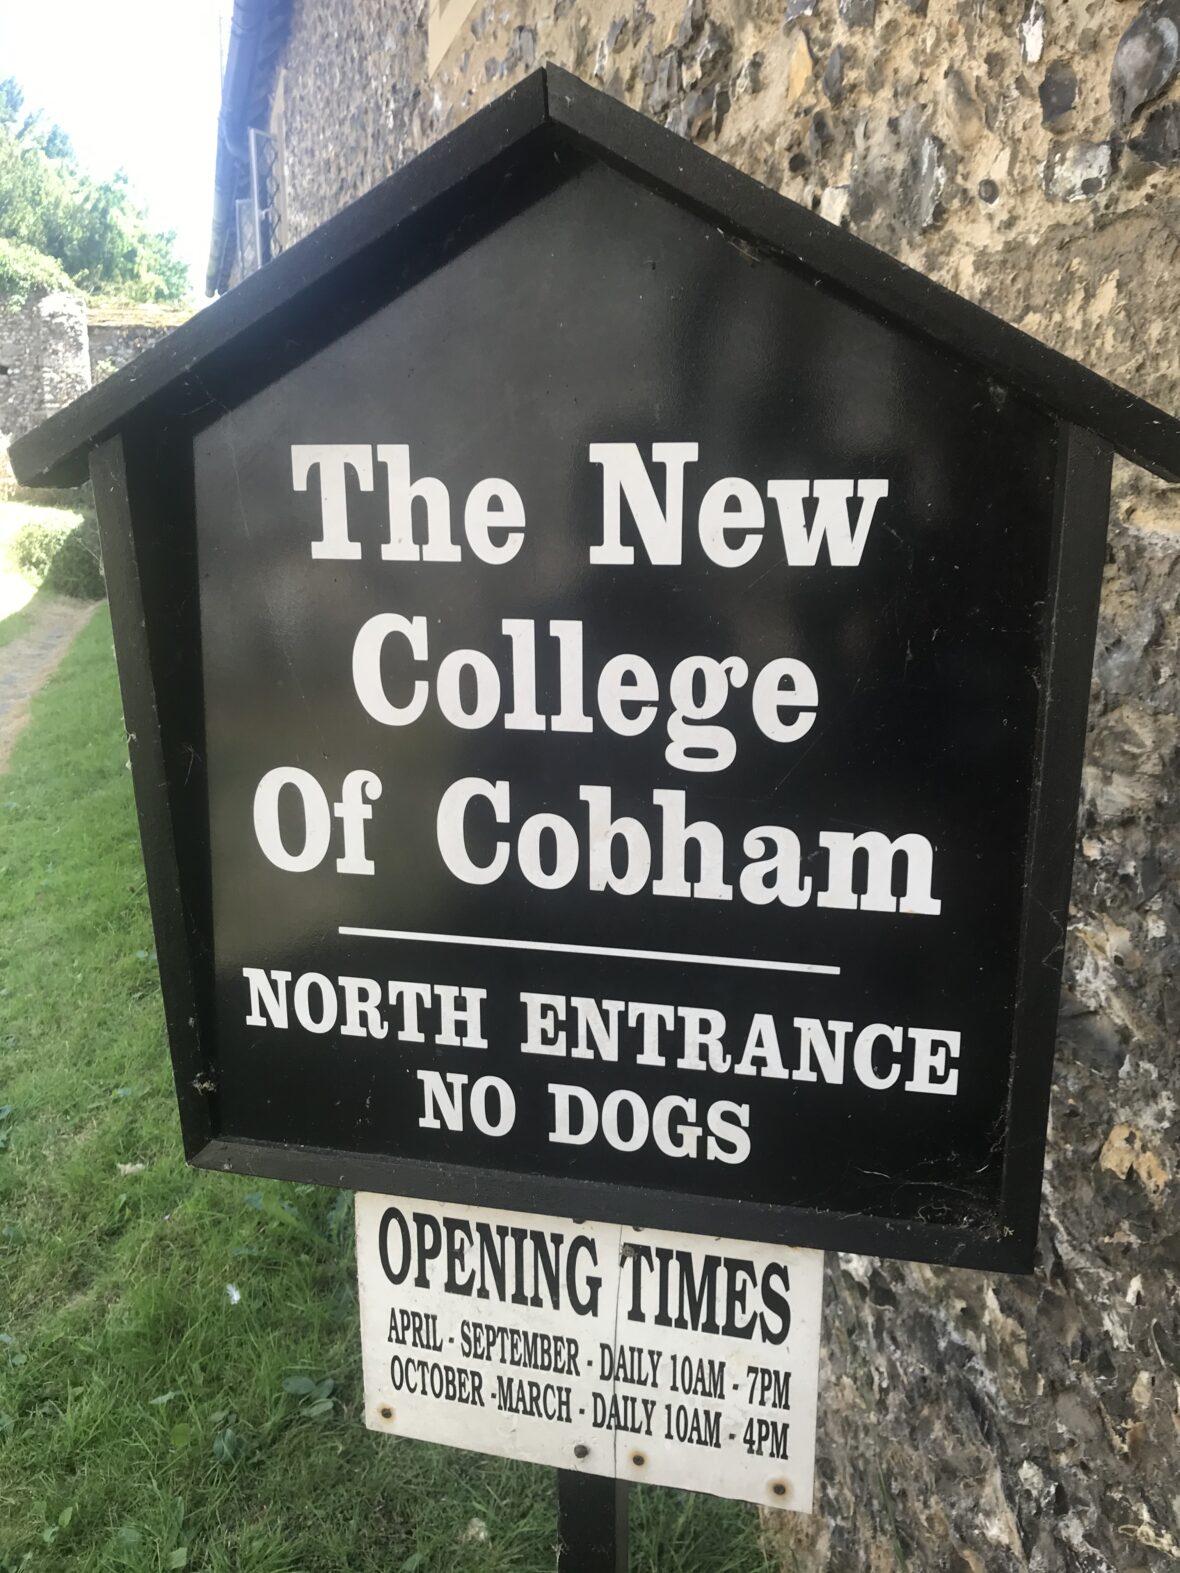 The New
College
Of Cobham
NORTH ENTRANCE
NO DOGS
OPENING TIMES
APRIL - SEPTEMBER - DAILY 10AM - 7PM
OCTOBER -MARCH - DAILY 10AM - 4PM